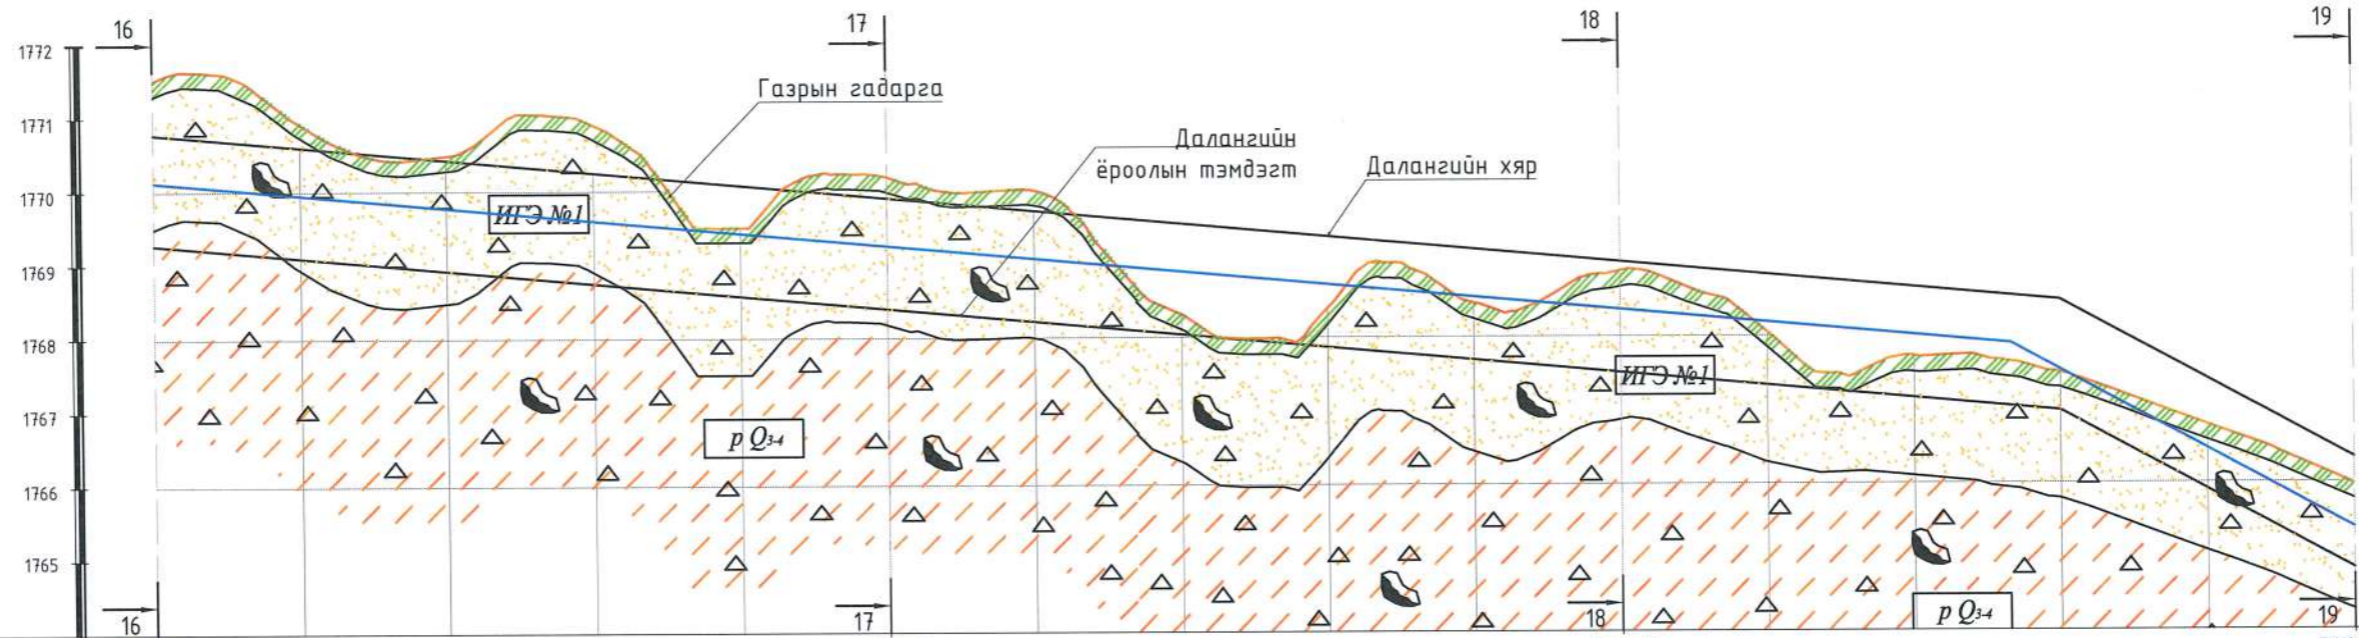 16
17
18
19
1772
1771
1770
1769
1768
1767
1766
1765
Газрын гадарга
Далангийн
ёроолын тэмдэгт
Далангийн хяр
ИГЭ №1
ИГЭ №1
p Q3-4
p Q3-4
16
17
18
19